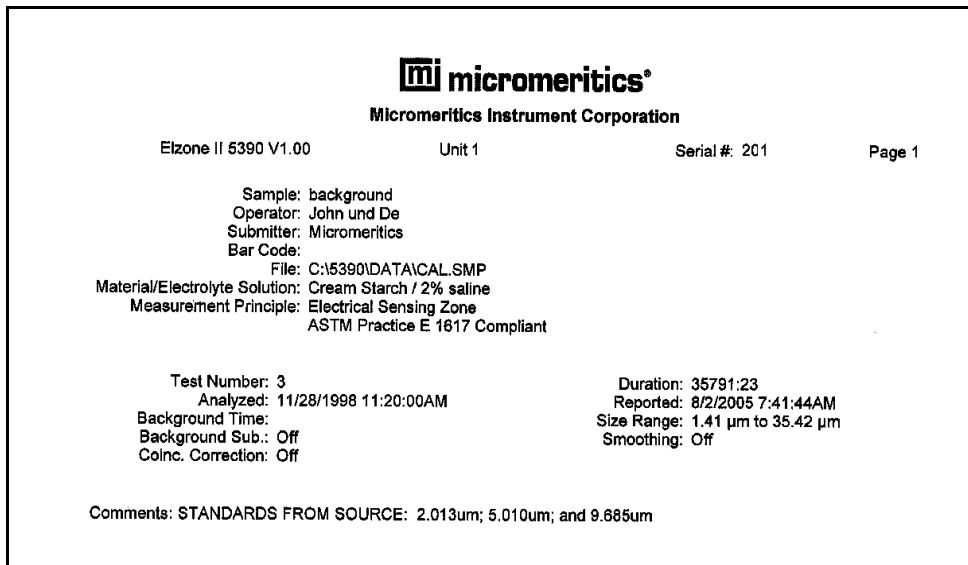 mi micromeritics®
Micromeritics Instrument Corporation
Elzone II 5390 V1.00 Unit 1 Serial #: 201 Page 1
Sample: background
Operator: John und De
Submitter: Micromeritics
Bar Code:
File: C:\5390\DATA\CAL.SMP
Material/Electrolyte Solution: Cream Starch / 2% saline
Measurement Principle: Electrical Sensing Zone
ASTM Practice E 1617 Compliant
Test Number: 3
Analyzed: 11/28/1998 11:20:00AM
Background Time:
Background Sub.: Off
Coinc. Correction: Off
Duration: 35791:23
Reported: 8/2/2005 7:41:44AM
Size Range: 1.41 µm to 35.42 µm
Smoothing: Off
Comments: STANDARDS FROM SOURCE: 2.013um; 5.010um; and 9.685um